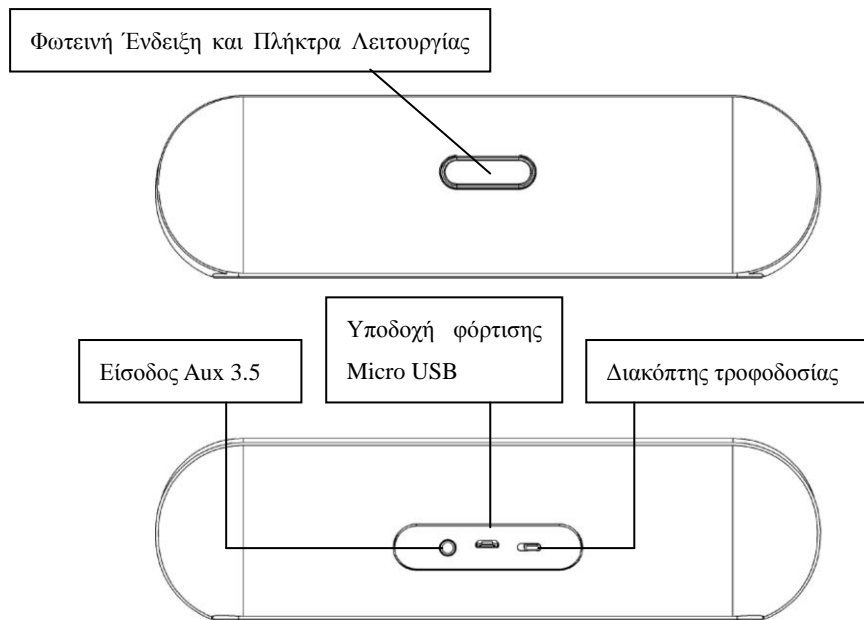 Φωτεινή Ένδειξη και Πλήκτρα Λειτουργίας
Υποδοχή φόρτισης
Micro USB
Είσοδος Aux 3.5
Διακόπτης τροφοδοσίας